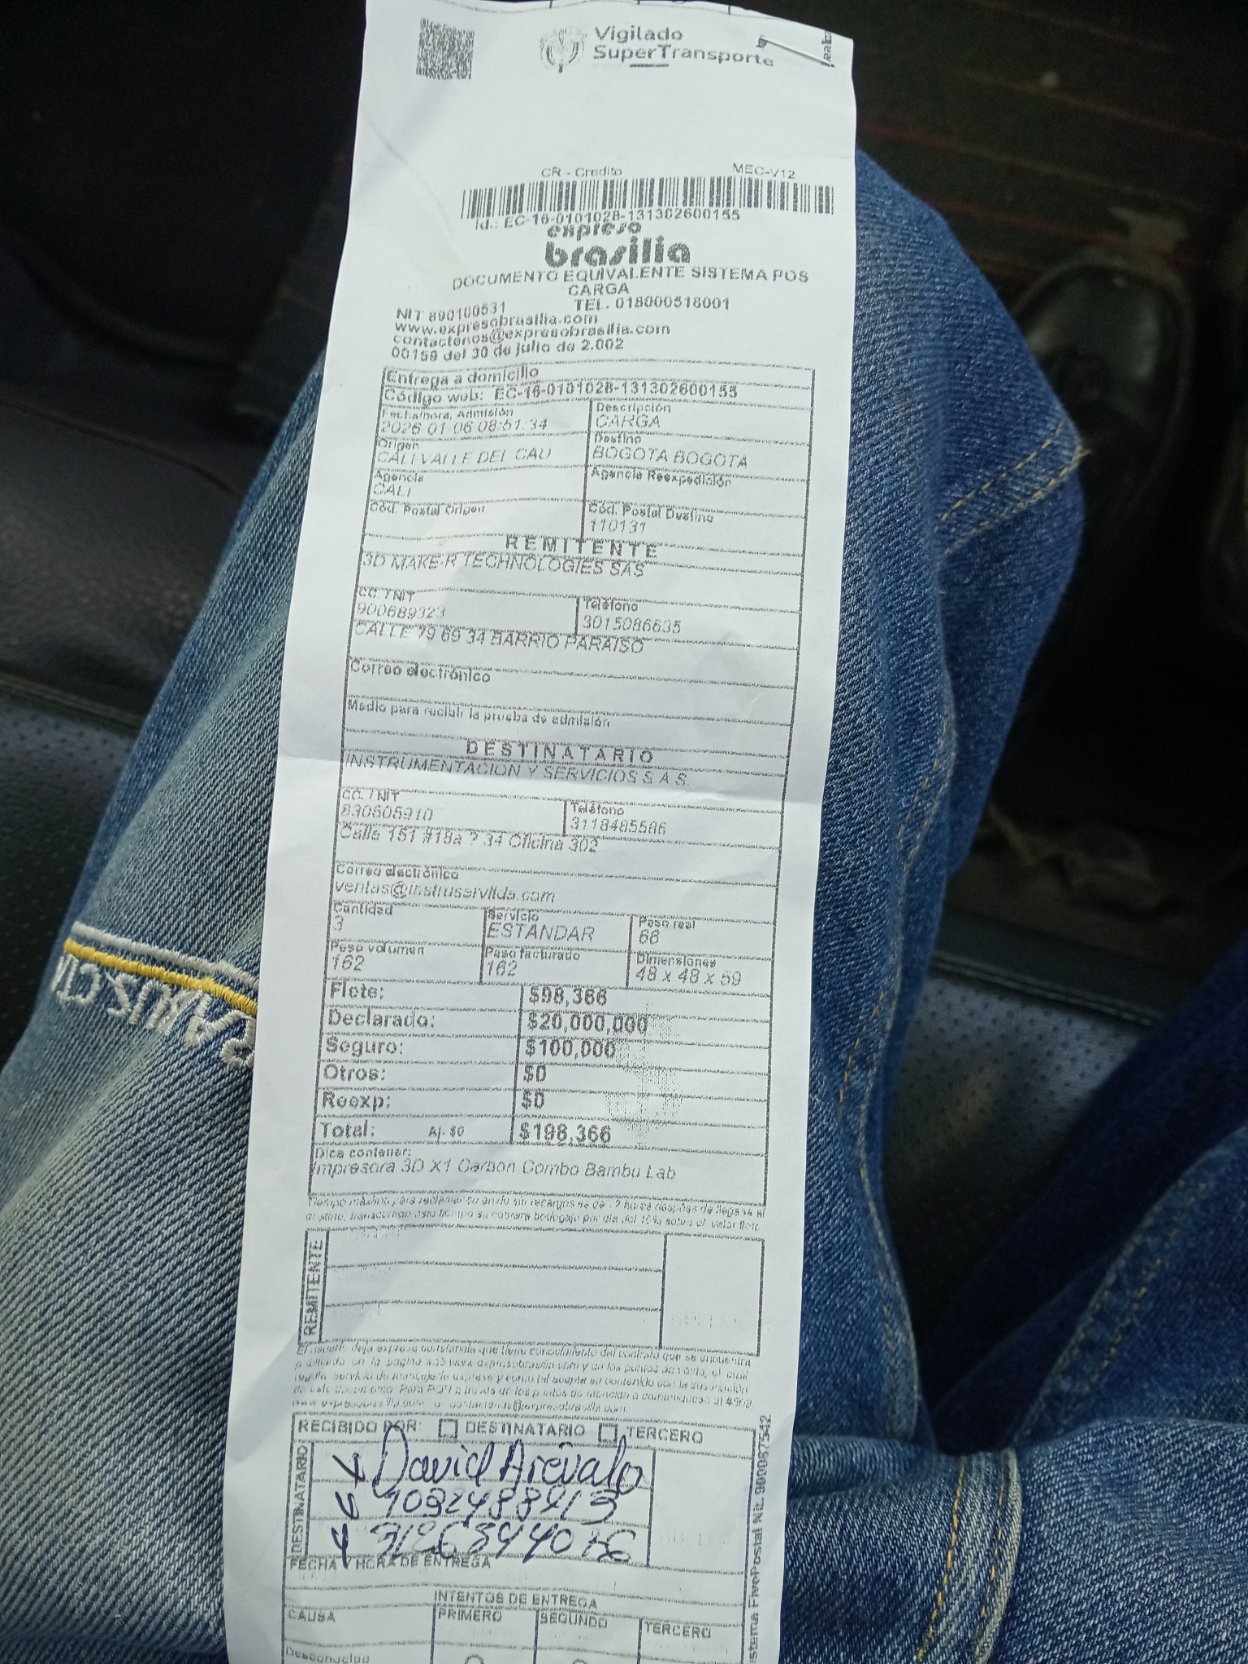 Vigilado
SuperTransporte
CR - Credito MEC-V12
Id.: EC-16-0101028-131302600155
expreso
brasilia
DOCUMENTO EQUIVALENTE SISTEMA POS
CARGA
NIT 890100531 TEL. 018000518001
www.expresobrasilia.com
contactenos@expresobrasilia.com
00159 del 30 de julio de 2.002
Entrega a domicilio
Código web: EC-16-0101028-131302600155
Fecha/hora, Admisión Descripción
2026-01-06 08:51:34 CARGA
Origen Destino
CALI VALLE DEL CAU BOGOTA BOGOTA
Agencia Agencia Reexpedición
CALI
Cód. Postal Origen Cód. Postal Destino
110131
REMITENTE
3D MAKE-R TECHNOLOGIES SAS
CC / NIT Teléfono
900689323 3015086635
CALLE 79 69 34 BARRIO PARAISO
Correo electrónico
Medio para recibir la prueba de admisión
DESTINATARIO
INSTRUMENTACION Y SERVICIOS S.A.S.
CC. / NIT Teléfono
830505910 3118485586
Calle 151 #18a ? 34 Oficina 302
Correo electrónico
ventas@instruservltda.com
Cantidad Servicio Peso real
3 ESTANDAR 66
Peso volumen Peso facturado Dimensiones
162 162 48 x 48 x 59
Flete: $98,366
Declarado: $20,000,000
Seguro: $100,000
Otros: $0
Reexp: $0
Total: Aj. $0 $198,366
Dice contener:
Impresora 3D X1 Carbon Combo Bambu Lab
REMITENTE
RECIBIDO POR: DESTINATARIO TERCERO
DESTINATARIO
David Arévalo
FECHA Y HORA DE ENTREGA
INTENTOS DE ENTREGA
CAUSA PRIMERO SEGUNDO TERCERO
Desconocido